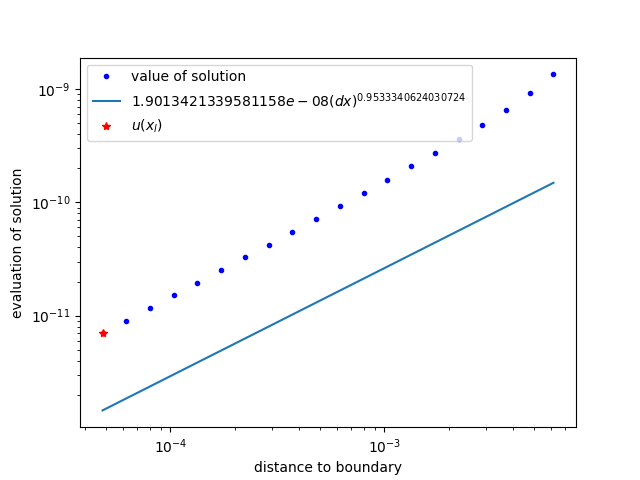 value of solution
1.9013421339581158e − 08(dx)^0.9533340624030724
u(x_l)
10^-9
10^-10
10^-11
evaluation of solution
10^-4
10^-3
distance to boundary